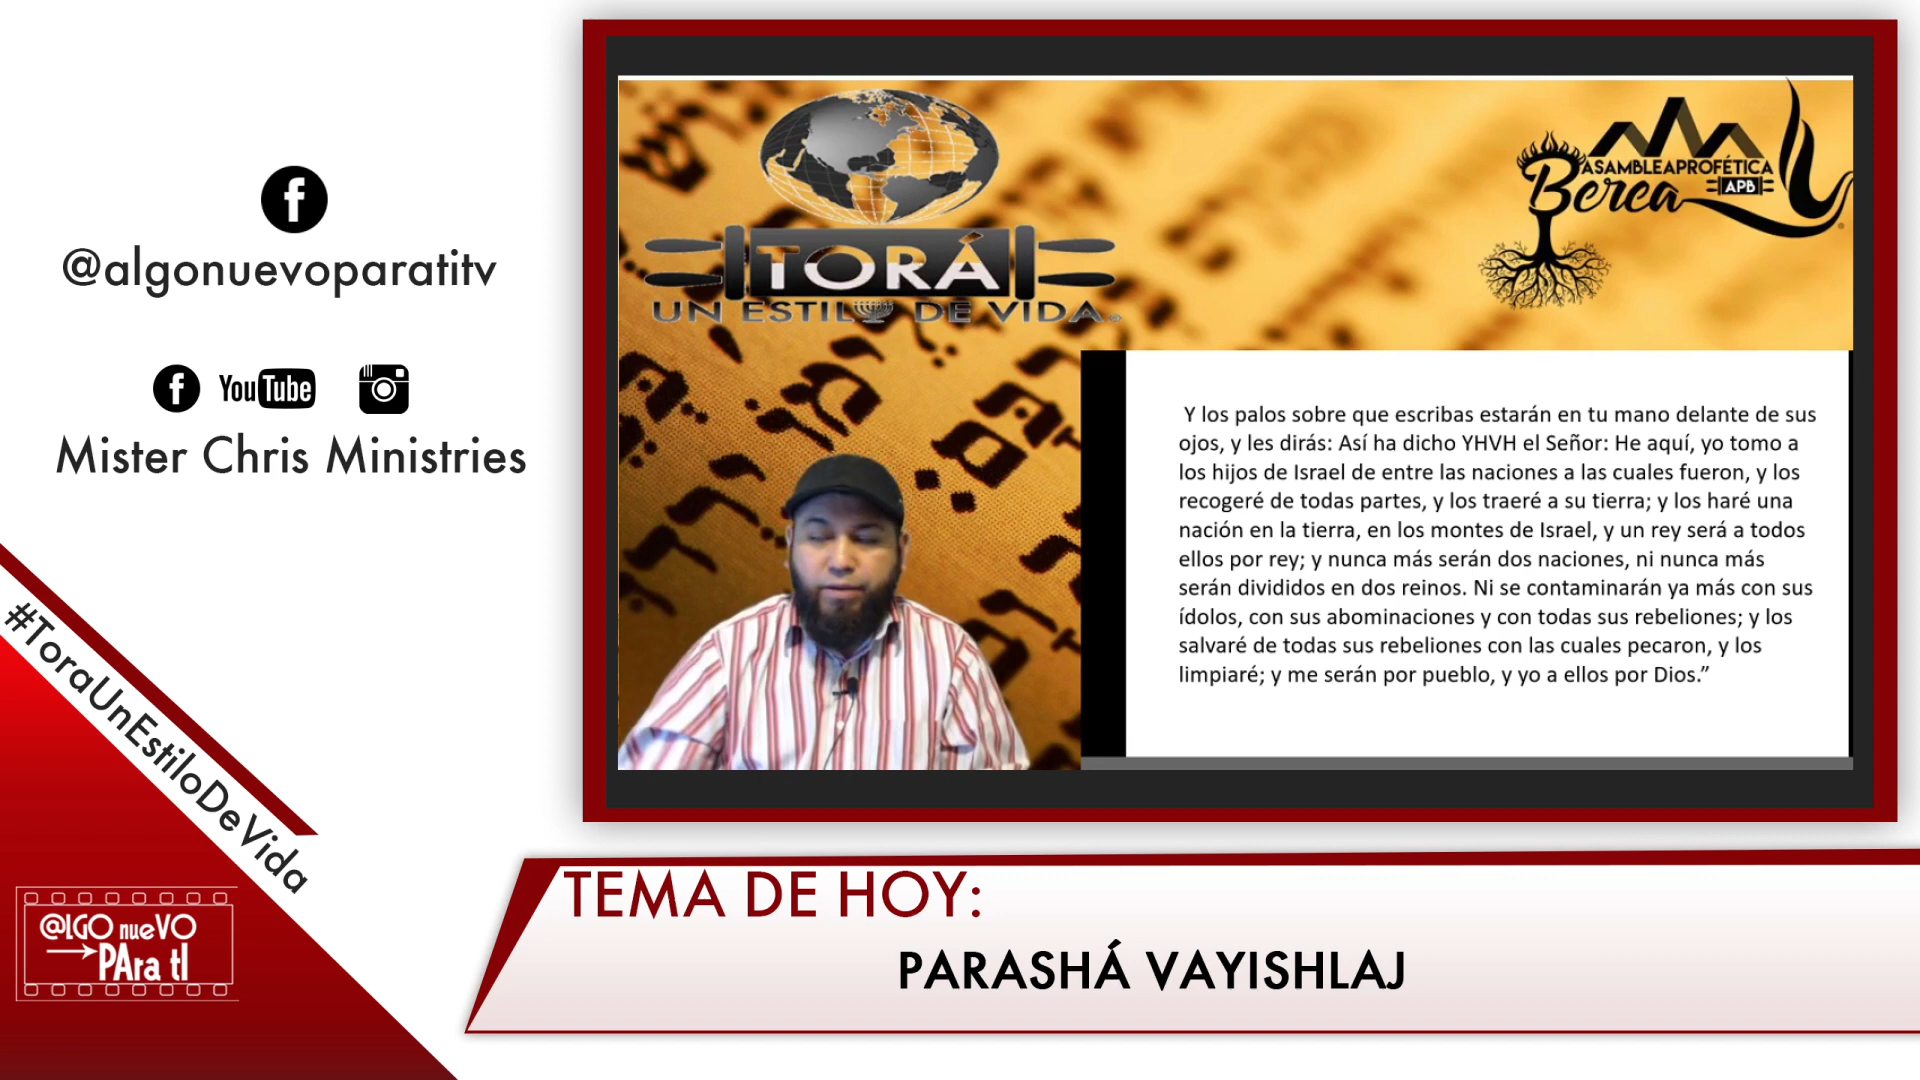 @algonuevoparatitv
YouTube
Mister Chris Ministries
#ToraUnEstiloDeVida
@LGO nueVO
PAra tI
TORÁ
UN ESTILO DE VIDA
ASAMBLEAPROFÉTICA
APB
Berea
Y los palos sobre que escribas estarán en tu mano delante de sus
ojos, y les dirás: Así ha dicho YHVH el Señor: He aquí, yo tomo a
los hijos de Israel de entre las naciones a las cuales fueron, y los
recogeré de todas partes, y los traeré a su tierra; y los haré una
nación en la tierra, en los montes de Israel, y un rey será a todos
ellos por rey; y nunca más serán dos naciones, ni nunca más
serán divididos en dos reinos. Ni se contaminarán ya más con sus
ídolos, con sus abominaciones y con todas sus rebeliones; y los
salvaré de todas sus rebeliones con las cuales pecaron, y los
limpiaré; y me serán por pueblo, y yo a ellos por Dios.”
TEMA DE HOY:
PARASHÁ VAYISHLAJ